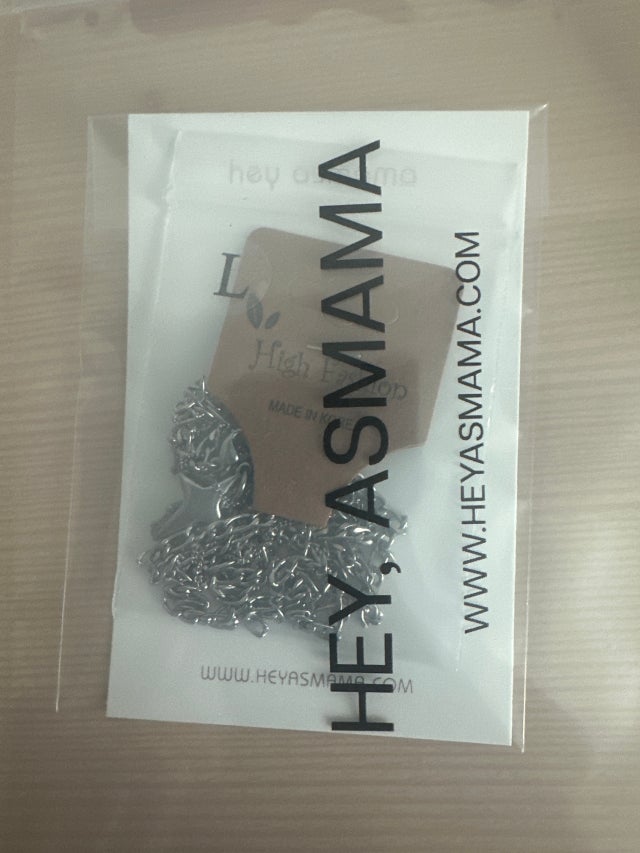 hey asmama
L
High Fashion
MADE IN KOREA
HEY, ASMAMA
WWW.HEYASMAMA.COM
WWW.HEYASMAMA.COM